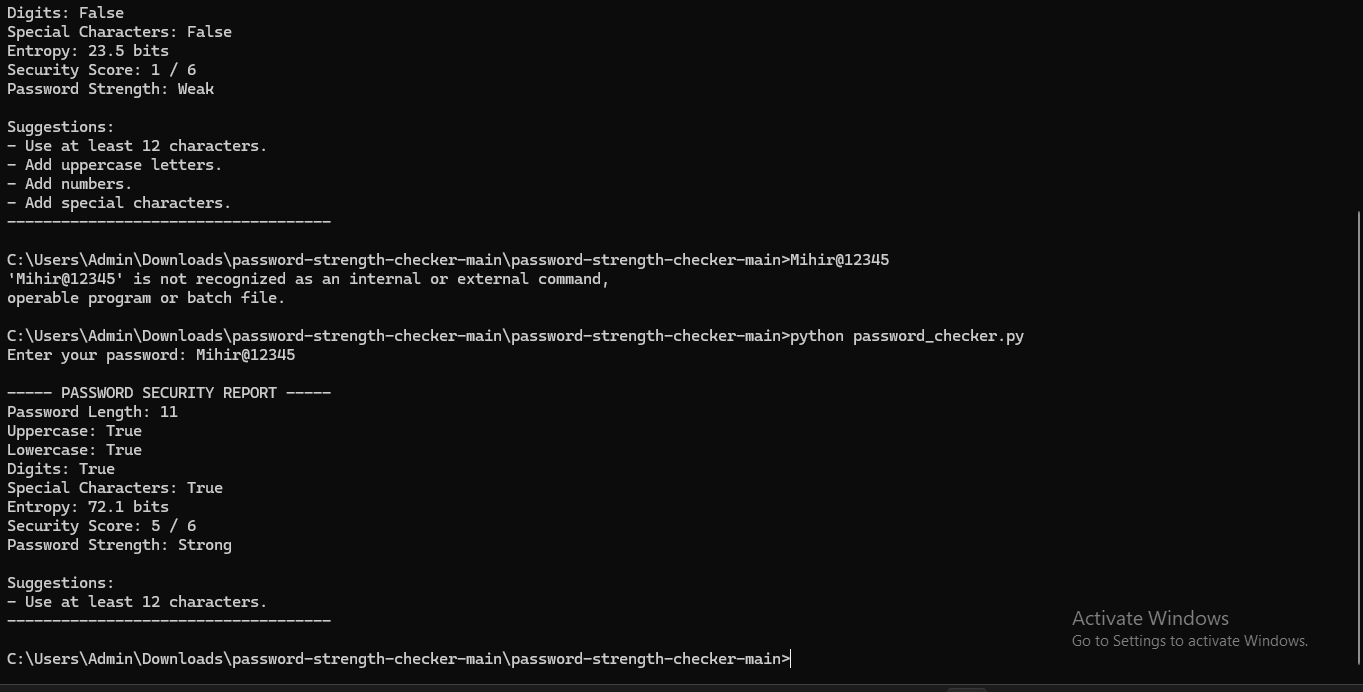 Digits: False
Special Characters: False
Entropy: 23.5 bits
Security Score: 1 / 6
Password Strength: Weak
Suggestions:
- Use at least 12 characters.
- Add uppercase letters.
- Add numbers.
- Add special characters.
------------------------------------
C:\Users\Admin\Downloads\password-strength-checker-main\password-strength-checker-main>Mihir@12345
'Mihir@12345' is not recognized as an internal or external command,
operable program or batch file.
C:\Users\Admin\Downloads\password-strength-checker-main\password-strength-checker-main>python password_checker.py
Enter your password: Mihir@12345
----- PASSWORD SECURITY REPORT -----
Password Length: 11
Uppercase: True
Lowercase: True
Digits: True
Special Characters: True
Entropy: 72.1 bits
Security Score: 5 / 6
Password Strength: Strong
Suggestions:
- Use at least 12 characters.
------------------------------------
C:\Users\Admin\Downloads\password-strength-checker-main\password-strength-checker-main>
Activate Windows
Go to Settings to activate Windows.